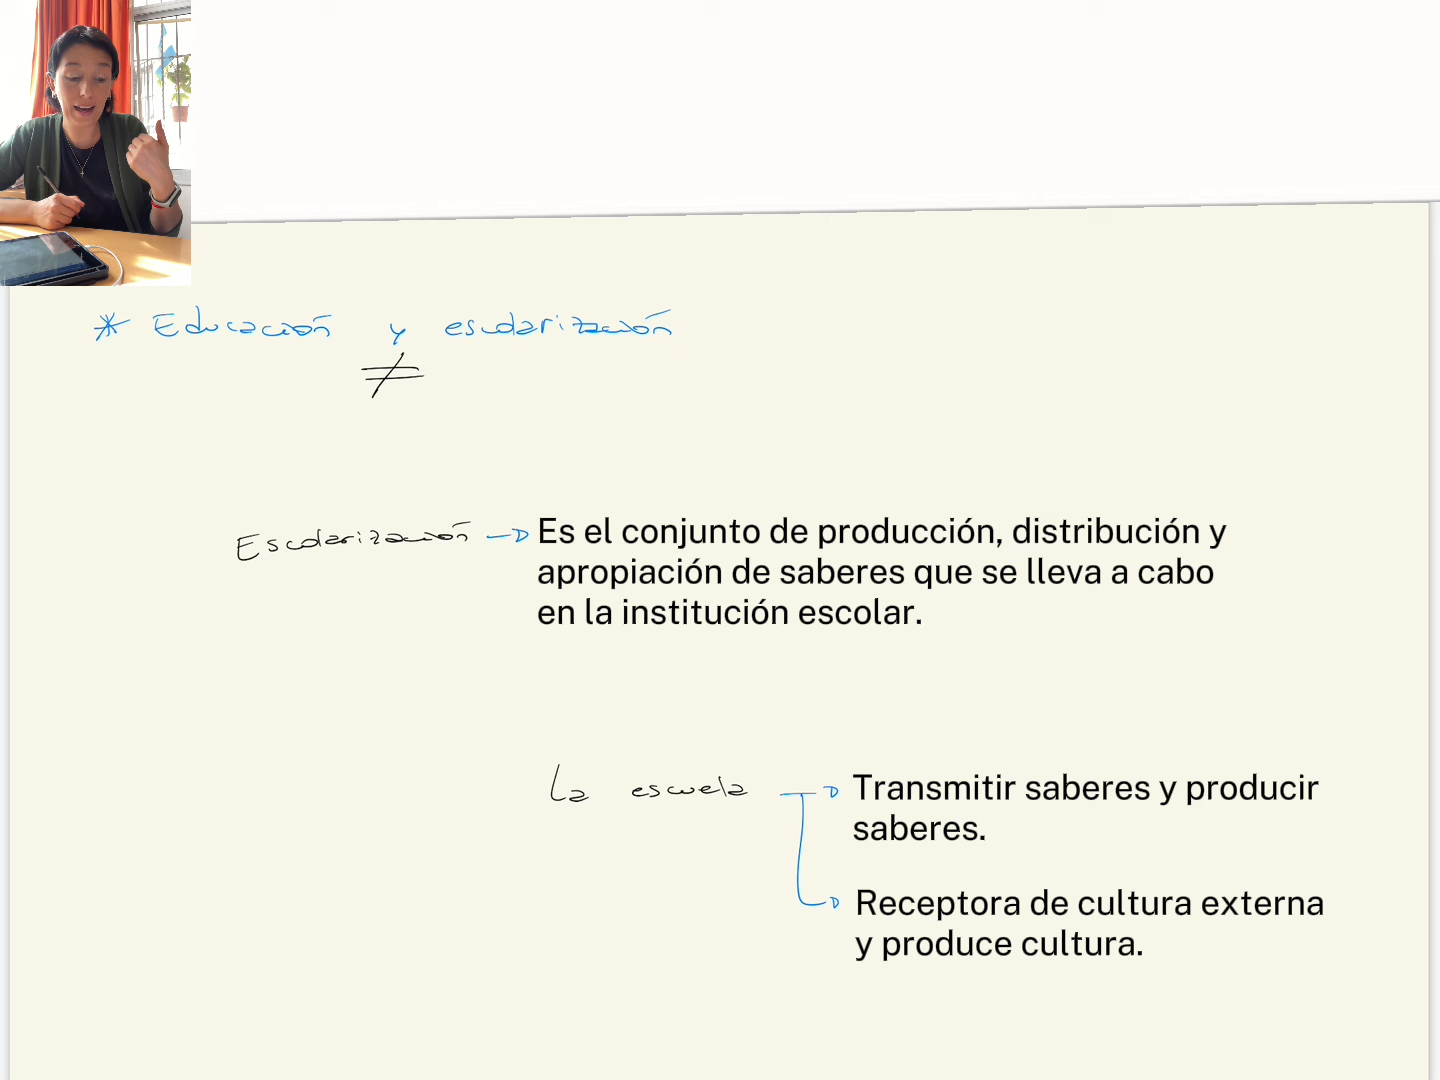 * Educación y escolarización
≠
Escolarización → Es el conjunto de producción, distribución y
apropiación de saberes que se lleva a cabo
en la institución escolar.
La escuela → Transmitir saberes y producir
saberes.
→ Receptora de cultura externa
y produce cultura.